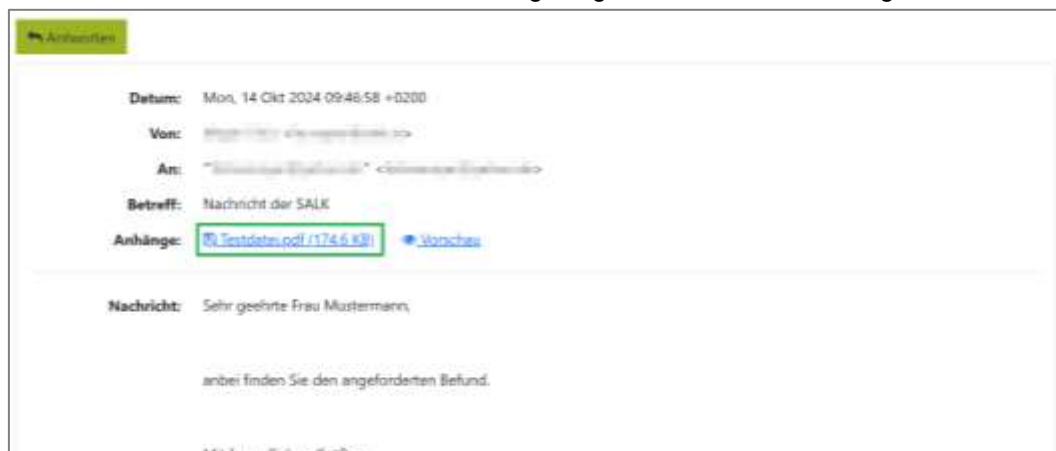 Antworten
Datum: Mon, 14 Okt 2024 09:46:58 +0200
Von:
An:
Betreff: Nachricht der SALK
Anhänge: Testdatei.pdf (174.6 KB) Vorschau
Nachricht: Sehr geehrte Frau Mustermann,
anbei finden Sie den angeforderten Befund.